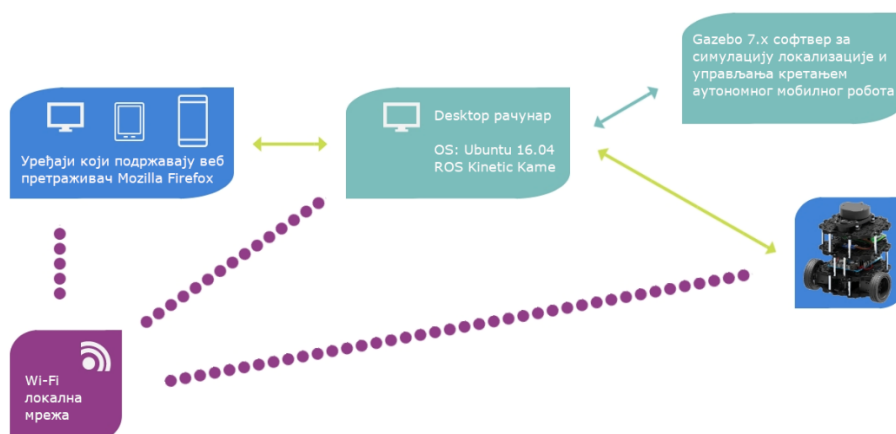 Gazebo 7.x софтвер за
симулацију локализације и
управљања кретањем
аутономног мобилног робота
Уређаји који подржавају веб
претраживач Mozilla Firefox
Desktop рачунар
OS: Ubuntu 16.04
ROS Kinetic Kame
Wi-Fi
локална
мрежа